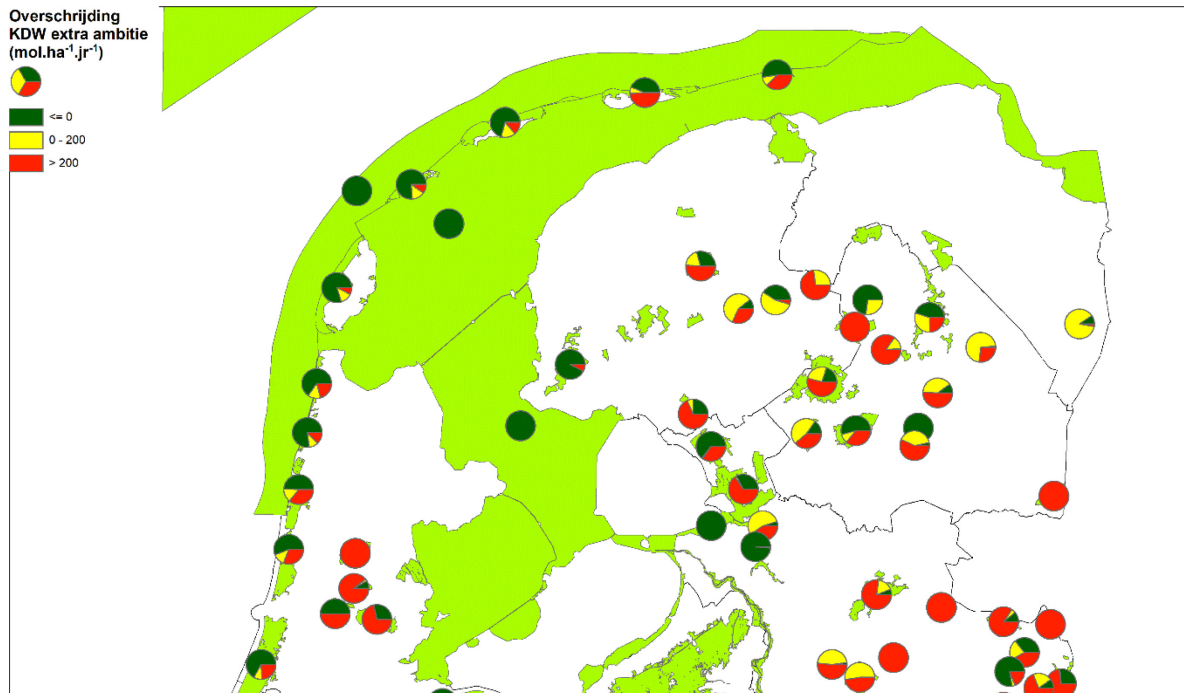 Overschrijding
KDW extra ambitie
(mol.ha⁻¹.jr⁻¹)
<= 0
0 - 200
> 200